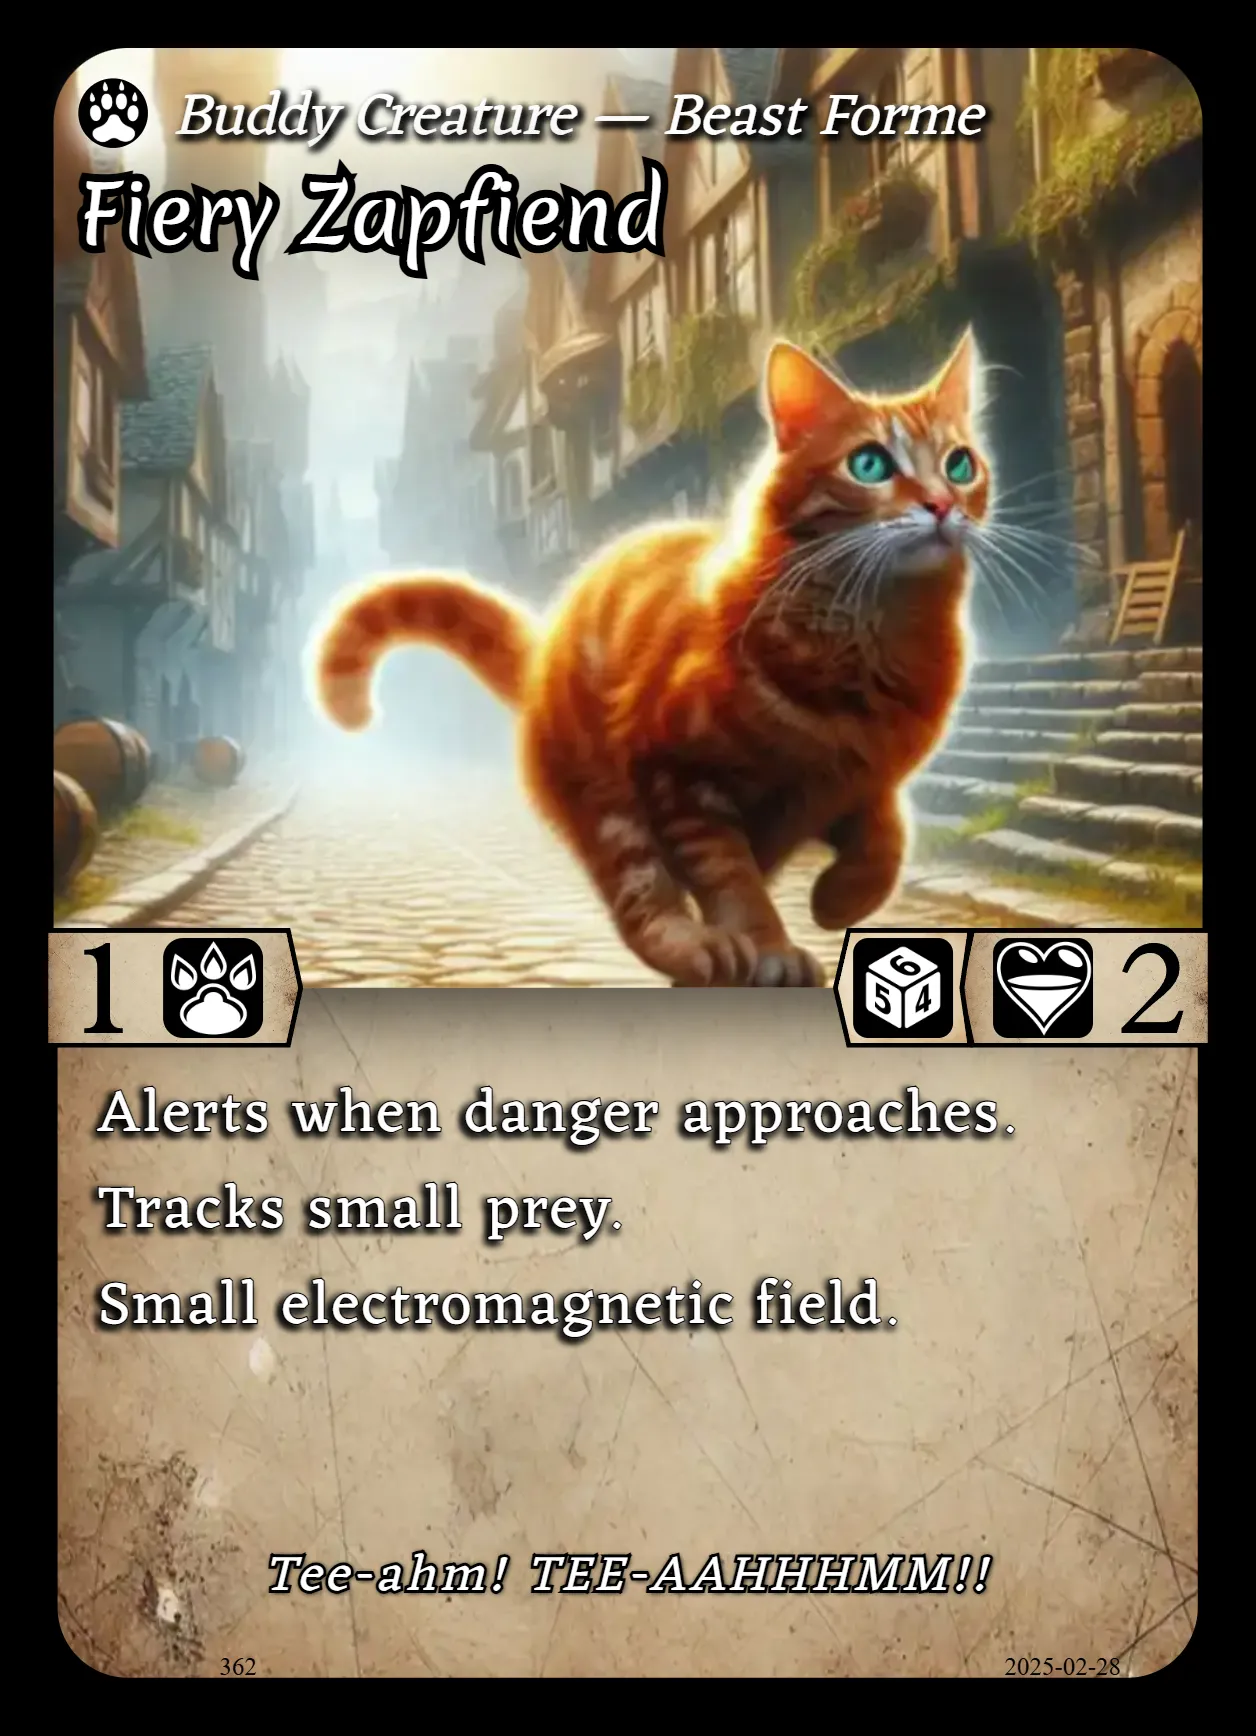 Buddy Creature — Beast Forme
Fiery Zapfiend
1
6
5 4
2
Alerts when danger approaches.
Tracks small prey.
Small electromagnetic field.
Tee-ahm! TEE-AAHHHMM!!
362
2025-02-28